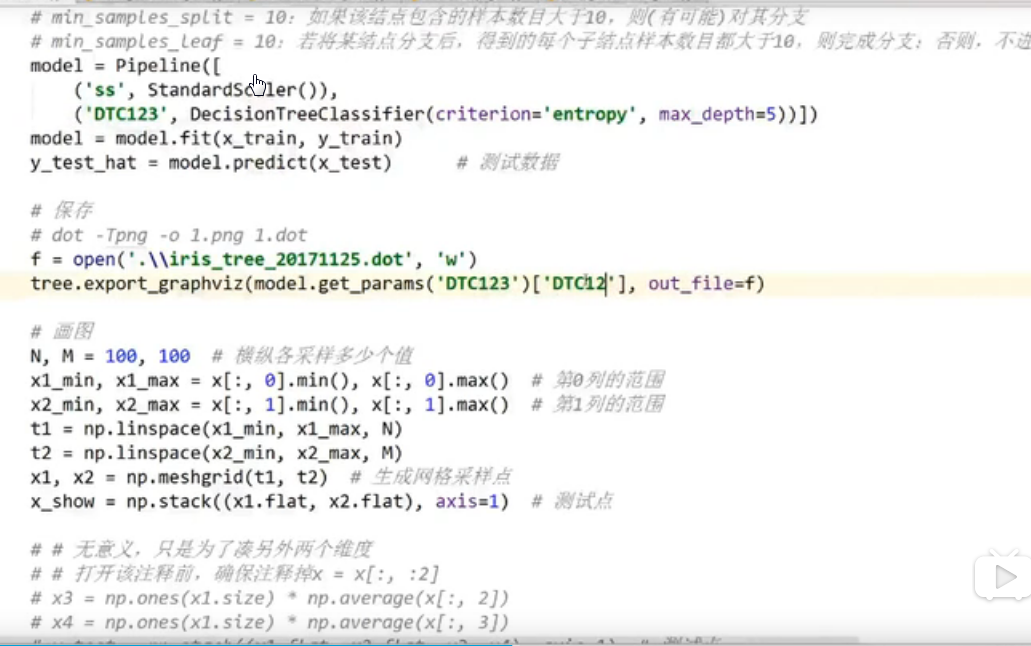 # min_samples_split = 10：如果该结点包含的样本数目大于10，则(有可能)对其分支
# min_samples_leaf = 10：若将某结点分支后，得到的每个子结点样本数目都大于10，则完成分支；否则，不进
model = Pipeline([
    ('ss', StandardScaler()),
    ('DTC123', DecisionTreeClassifier(criterion='entropy', max_depth=5))])
model = model.fit(x_train, y_train)
y_test_hat = model.predict(x_test)      # 测试数据
# 保存
# dot -Tpng -o 1.png 1.dot
f = open('.\\iris_tree_20171125.dot', 'w')
tree.export_graphviz(model.get_params('DTC123')['DTC12'], out_file=f)
# 画图
N, M = 100, 100  # 横纵各采样多少个值
x1_min, x1_max = x[:, 0].min(), x[:, 0].max()  # 第0列的范围
x2_min, x2_max = x[:, 1].min(), x[:, 1].max()  # 第1列的范围
t1 = np.linspace(x1_min, x1_max, N)
t2 = np.linspace(x2_min, x2_max, M)
x1, x2 = np.meshgrid(t1, t2)  # 生成网格采样点
x_show = np.stack((x1.flat, x2.flat), axis=1)  # 测试点
# # 无意义，只是为了凑另外两个维度
# # 打开该注释前，确保注释掉x = x[:, :2]
# x3 = np.ones(x1.size) * np.average(x[:, 2])
# x4 = np.ones(x1.size) * np.average(x[:, 3])